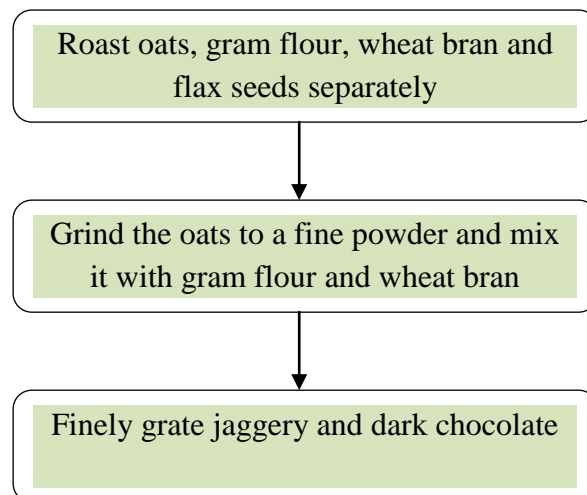 Roast oats, gram flour, wheat bran and
flax seeds separately
Grind the oats to a fine powder and mix
it with gram flour and wheat bran
Finely grate jaggery and dark chocolate